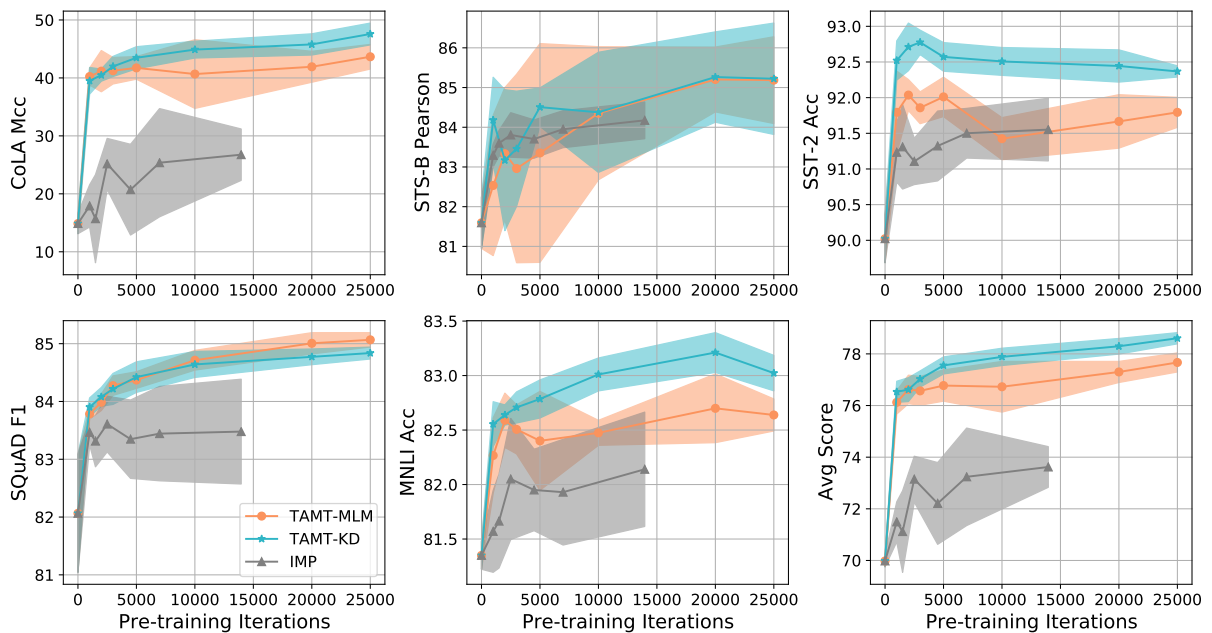 CoLA Mcc
50
40
30
20
10
0 5000 10000 15000 20000 25000
STS-B Pearson
86
85
84
83
82
81
0 5000 10000 15000 20000 25000
SST-2 Acc
93.0
92.5
92.0
91.5
91.0
90.5
90.0
0 5000 10000 15000 20000 25000
SQuAD F1
85
84
83
82
81
TAMT-MLM
TAMT-KD
IMP
0 5000 10000 15000 20000 25000
Pre-training Iterations
MNLI Acc
83.5
83.0
82.5
82.0
81.5
0 5000 10000 15000 20000 25000
Pre-training Iterations
Avg Score
78
76
74
72
70
0 5000 10000 15000 20000 25000
Pre-training Iterations